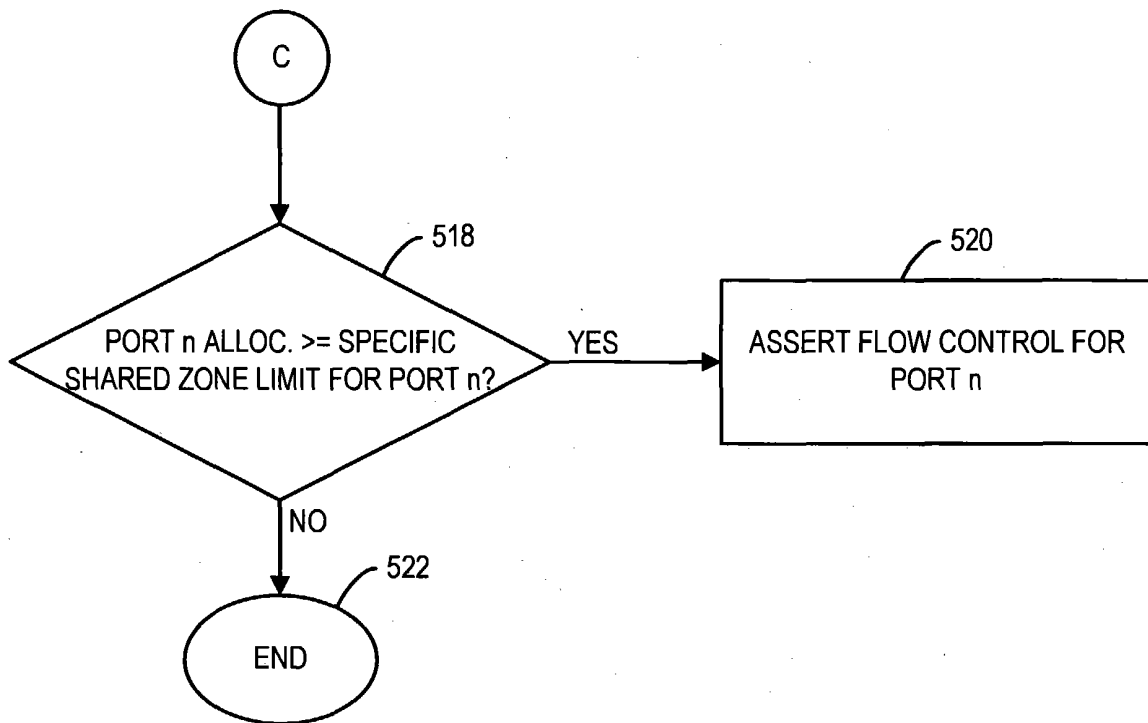 C
518
PORT n ALLOC. >= SPECIFIC
SHARED ZONE LIMIT FOR PORT n?
YES
520
ASSERT FLOW CONTROL FOR
PORT n
NO
522
END